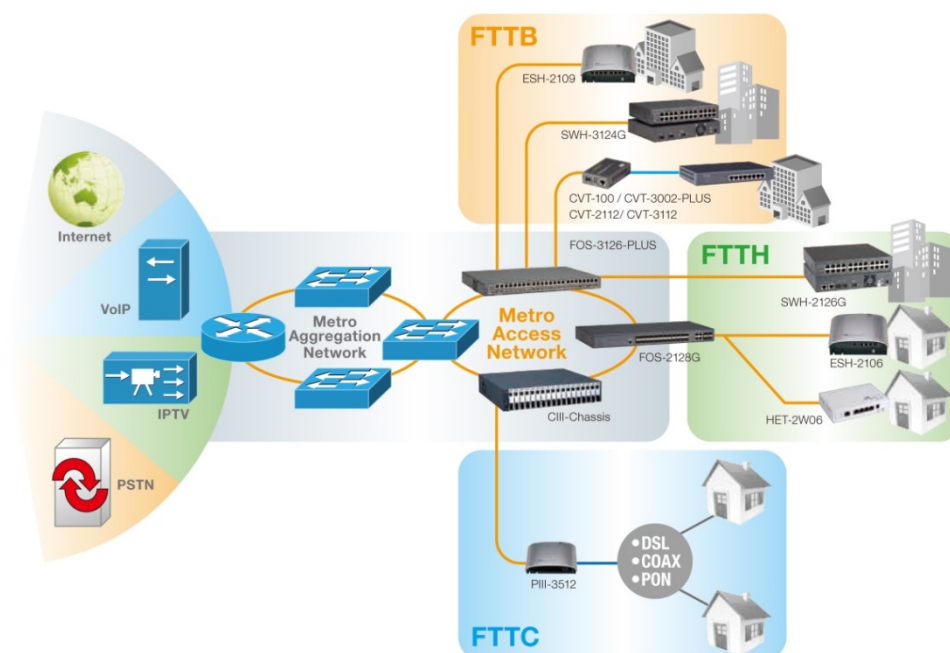 FTTB
ESH-2109
SWH-3124G
CVT-100 / CVT-3002-PLUS
CVT-2112/ CVT-3112
FOS-3126-PLUS
Internet
VoIP
IPTV
PSTN
Metro
Aggregation
Network
Metro
Access
Network
FOS-2128G
CIII-Chassis
FTTH
SWH-2126G
ESH-2106
HET-2W06
PIII-3512
•DSL
•COAX
•PON
FTTC